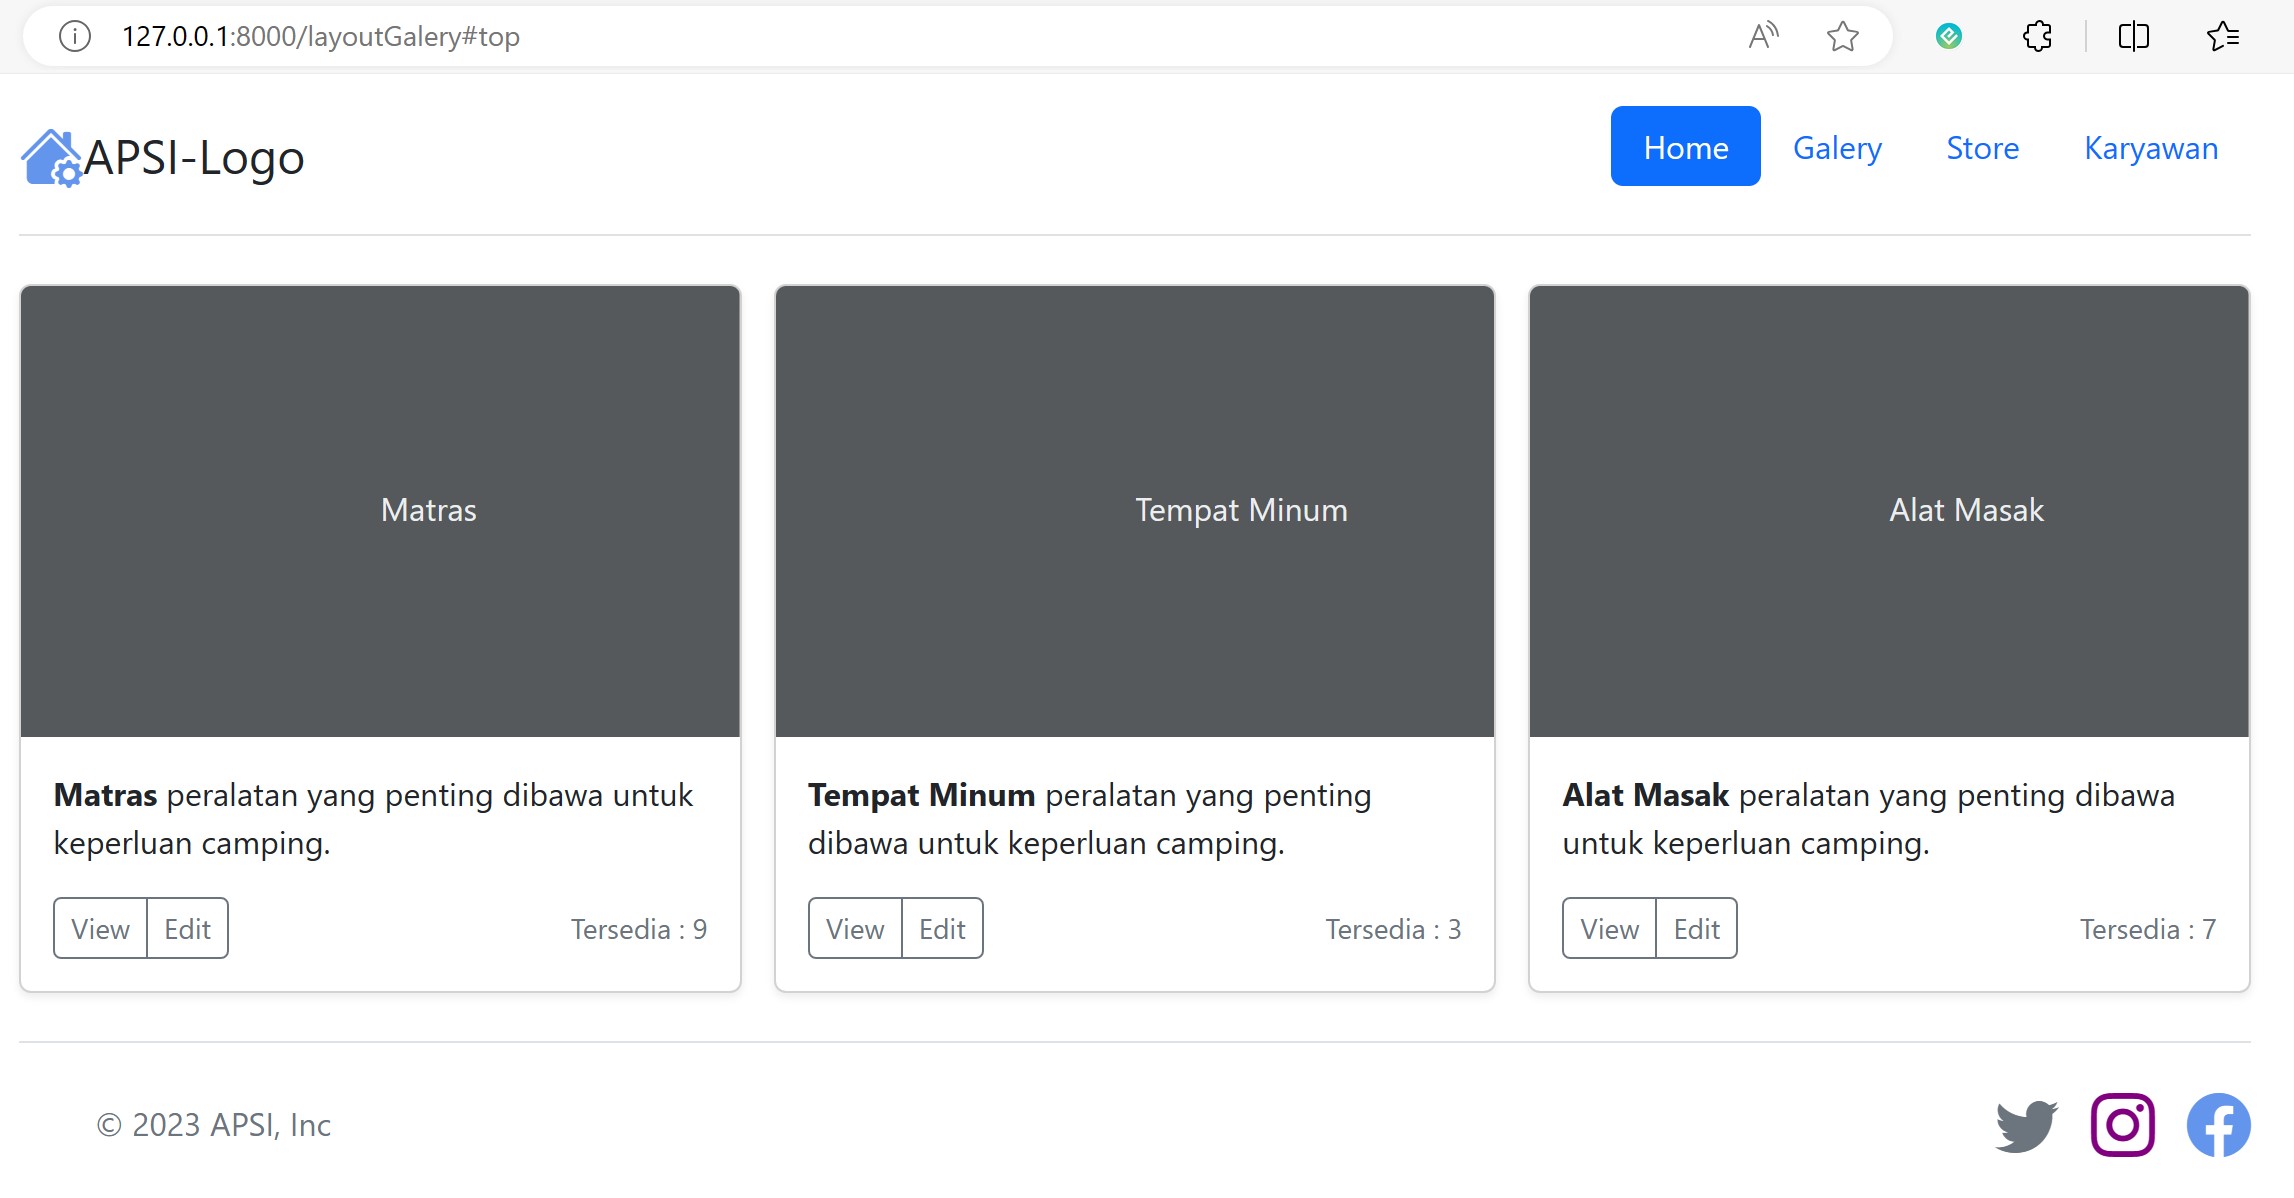 127.0.0.1:8000/layoutGalery#top
APSI-Logo
Home Galery Store Karyawan
Matras
Tempat Minum
Alat Masak
Matras peralatan yang penting dibawa untuk
keperluan camping.
View Edit Tersedia : 9
Tempat Minum peralatan yang penting
dibawa untuk keperluan camping.
View Edit Tersedia : 3
Alat Masak peralatan yang penting dibawa
untuk keperluan camping.
View Edit Tersedia : 7
© 2023 APSI, Inc